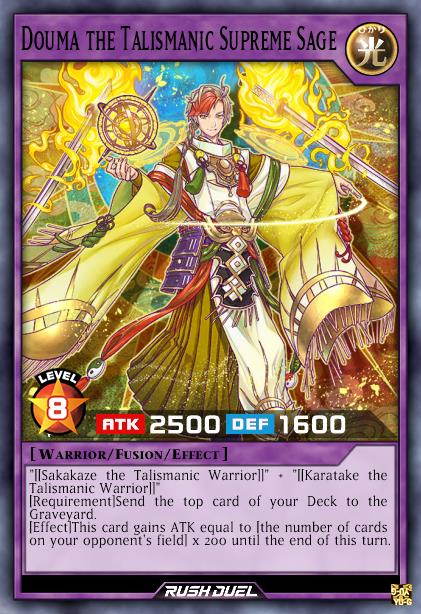 Douma the Talismanic Supreme Sage
ひかり
光
LEVEL
8
ATK 2500 DEF 1600
[ Warrior/Fusion/Effect ]
"[[Sakakaze the Talismanic Warrior]]" + "[[Karatake the
Talismanic Warrior]]"
[Requirement]Send the top card of your Deck to the
Graveyard.
[Effect]This card gains ATK equal to [the number of cards
on your opponent's field] x 200 until the end of this turn.
RUSH DUEL